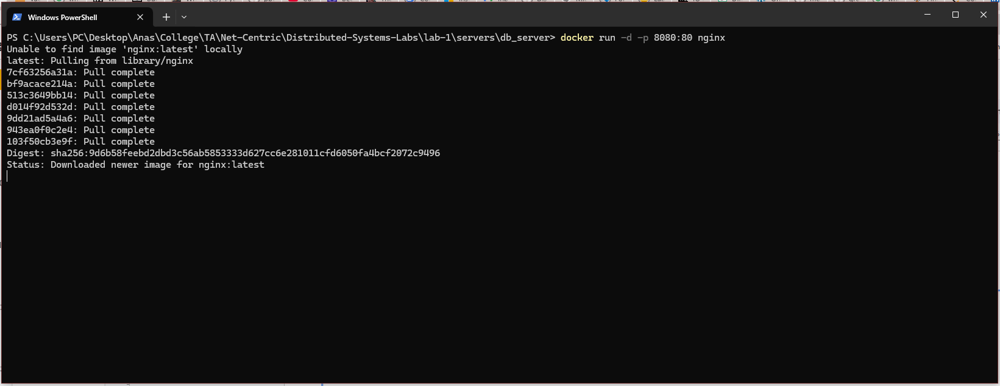 Windows PowerShell
PS C:\Users\PC\Desktop\Anas\College\TA\Net-Centric\Distributed-Systems-Labs\lab-1\servers\db_server> docker run -d -p 8080:80 nginx
Unable to find image 'nginx:latest' locally
latest: Pulling from library/nginx
7cf63256a31a: Pull complete
bf9acace214a: Pull complete
513c3649bb14: Pull complete
d014f92d532d: Pull complete
9dd21ad5a4a6: Pull complete
943ea0f0c2e4: Pull complete
103f50cb3e9f: Pull complete
Digest: sha256:9d6b58feebd2dbd3c56ab5853333d627cc6e281011cfd6050fa4bcf2072c9496
Status: Downloaded newer image for nginx:latest